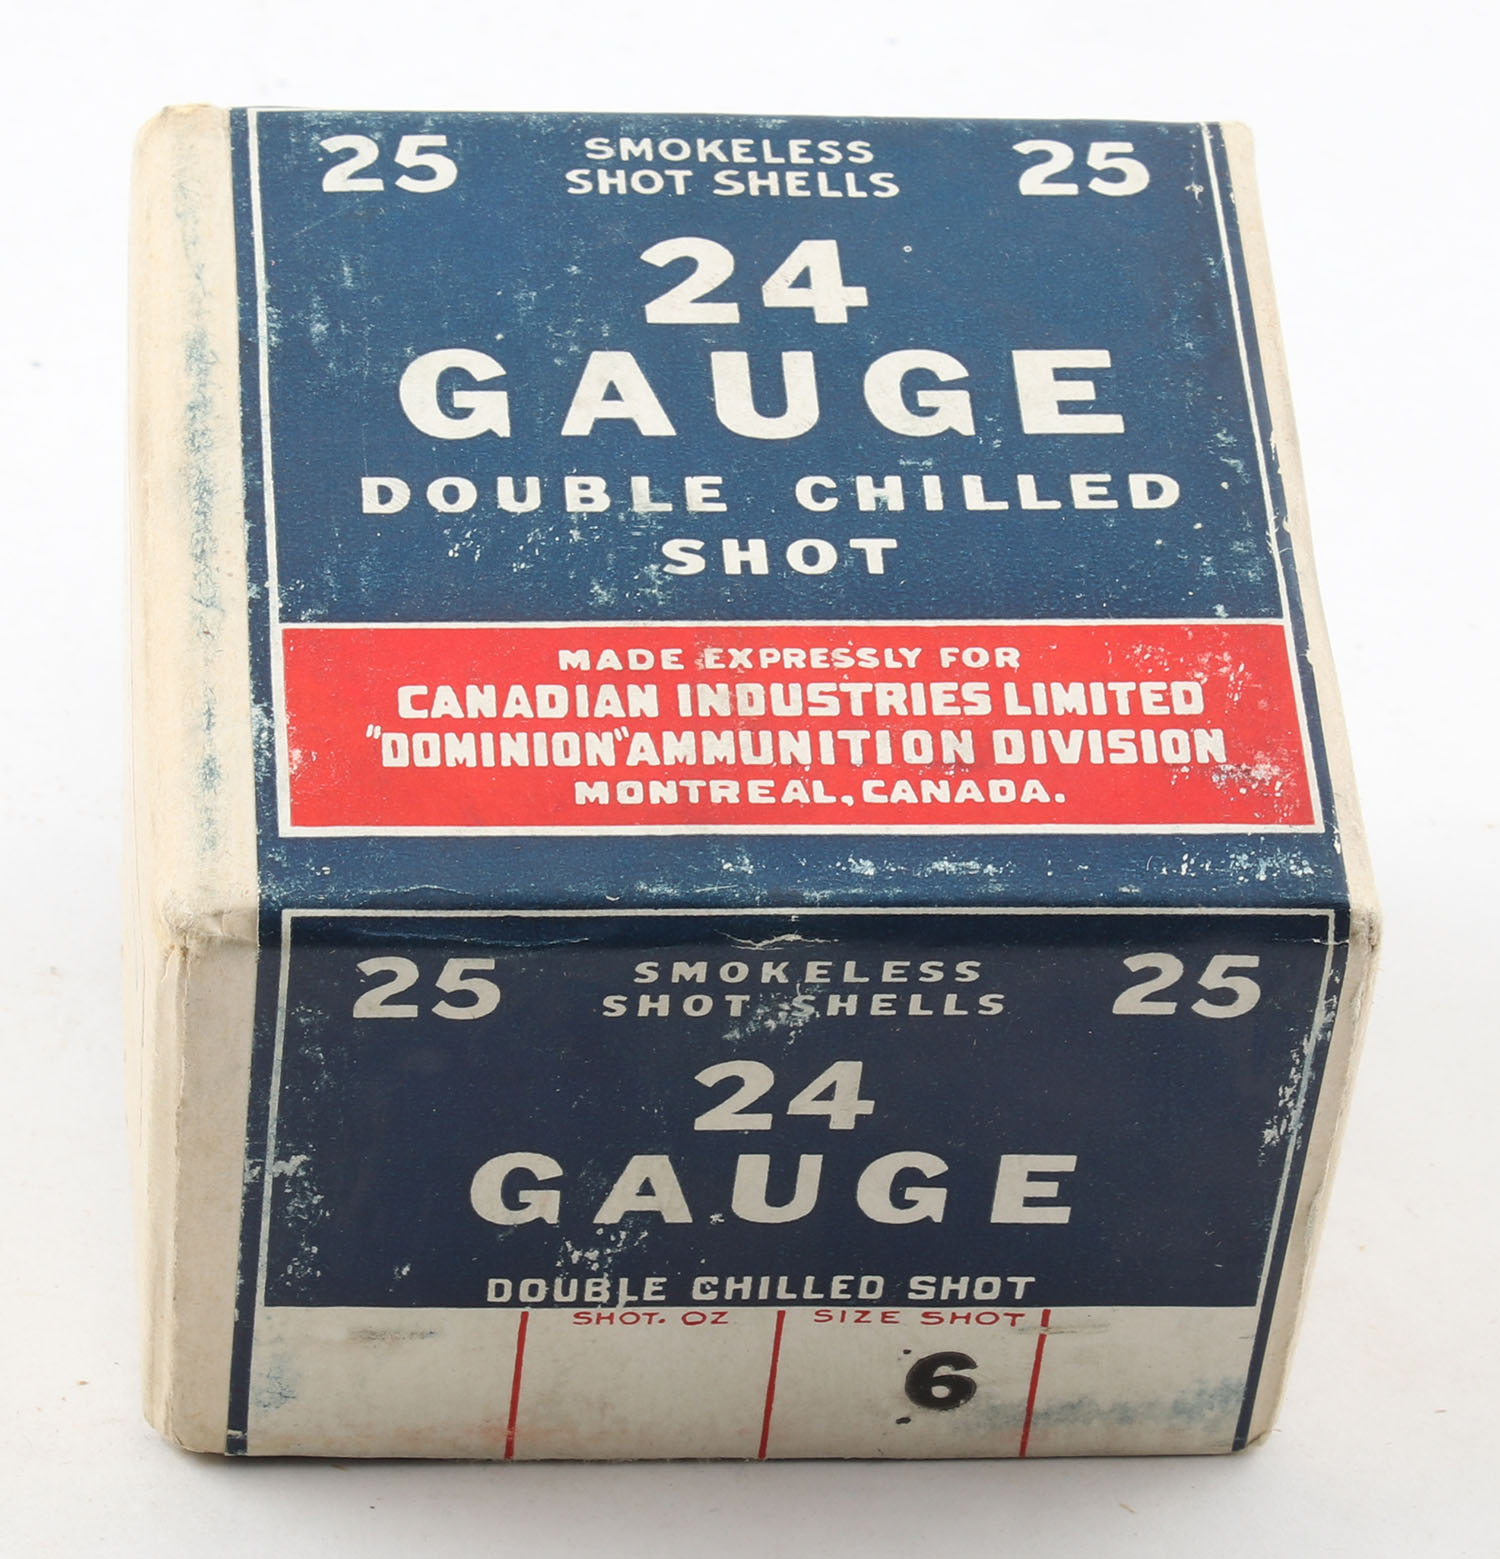 25 SMOKELESS 25
SHOT SHELLS
24
GAUGE
DOUBLE CHILLED
SHOT
MADE EXPRESSLY FOR
CANADIAN INDUSTRIES LIMITED
"DOMINION" AMMUNITION DIVISION
MONTREAL, CANADA.
25 SMOKELESS 25
SHOT SHELLS
24
GAUGE
DOUBLE CHILLED SHOT
SHOT. OZ SIZE SHOT
6